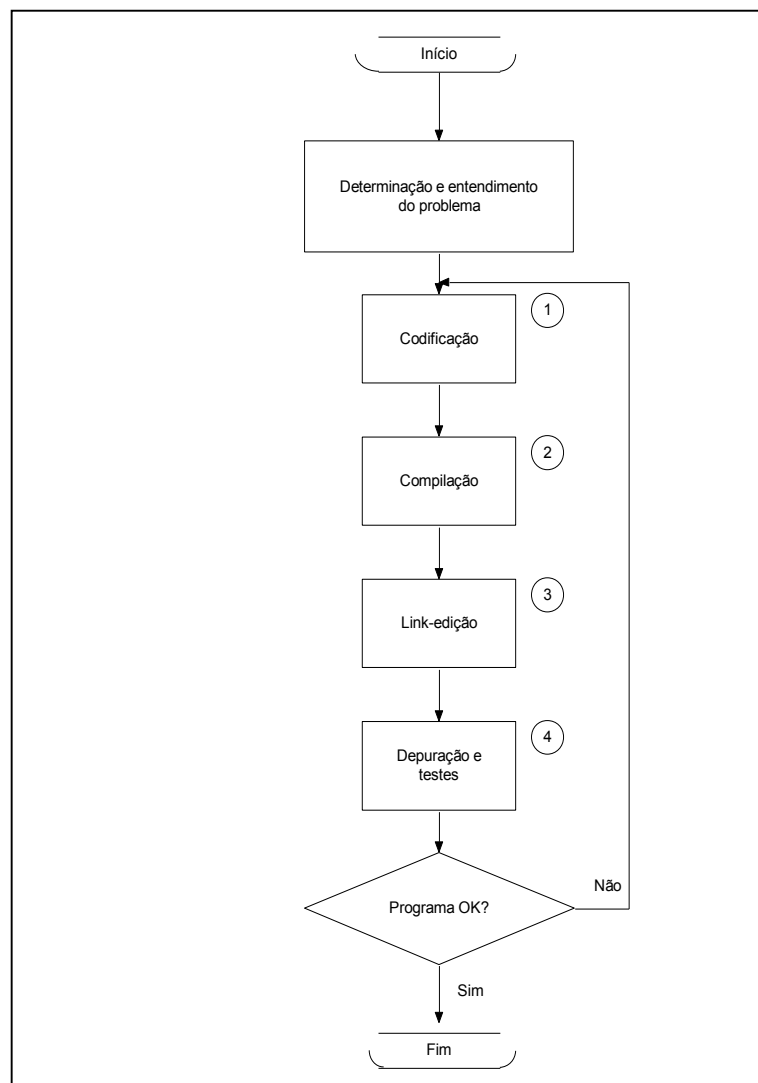 Início
Determinação e entendimento
do problema
1
Codificação
2
Compilação
3
Link-edição
4
Depuração e
testes
Programa OK?
Não
Sim
Fim